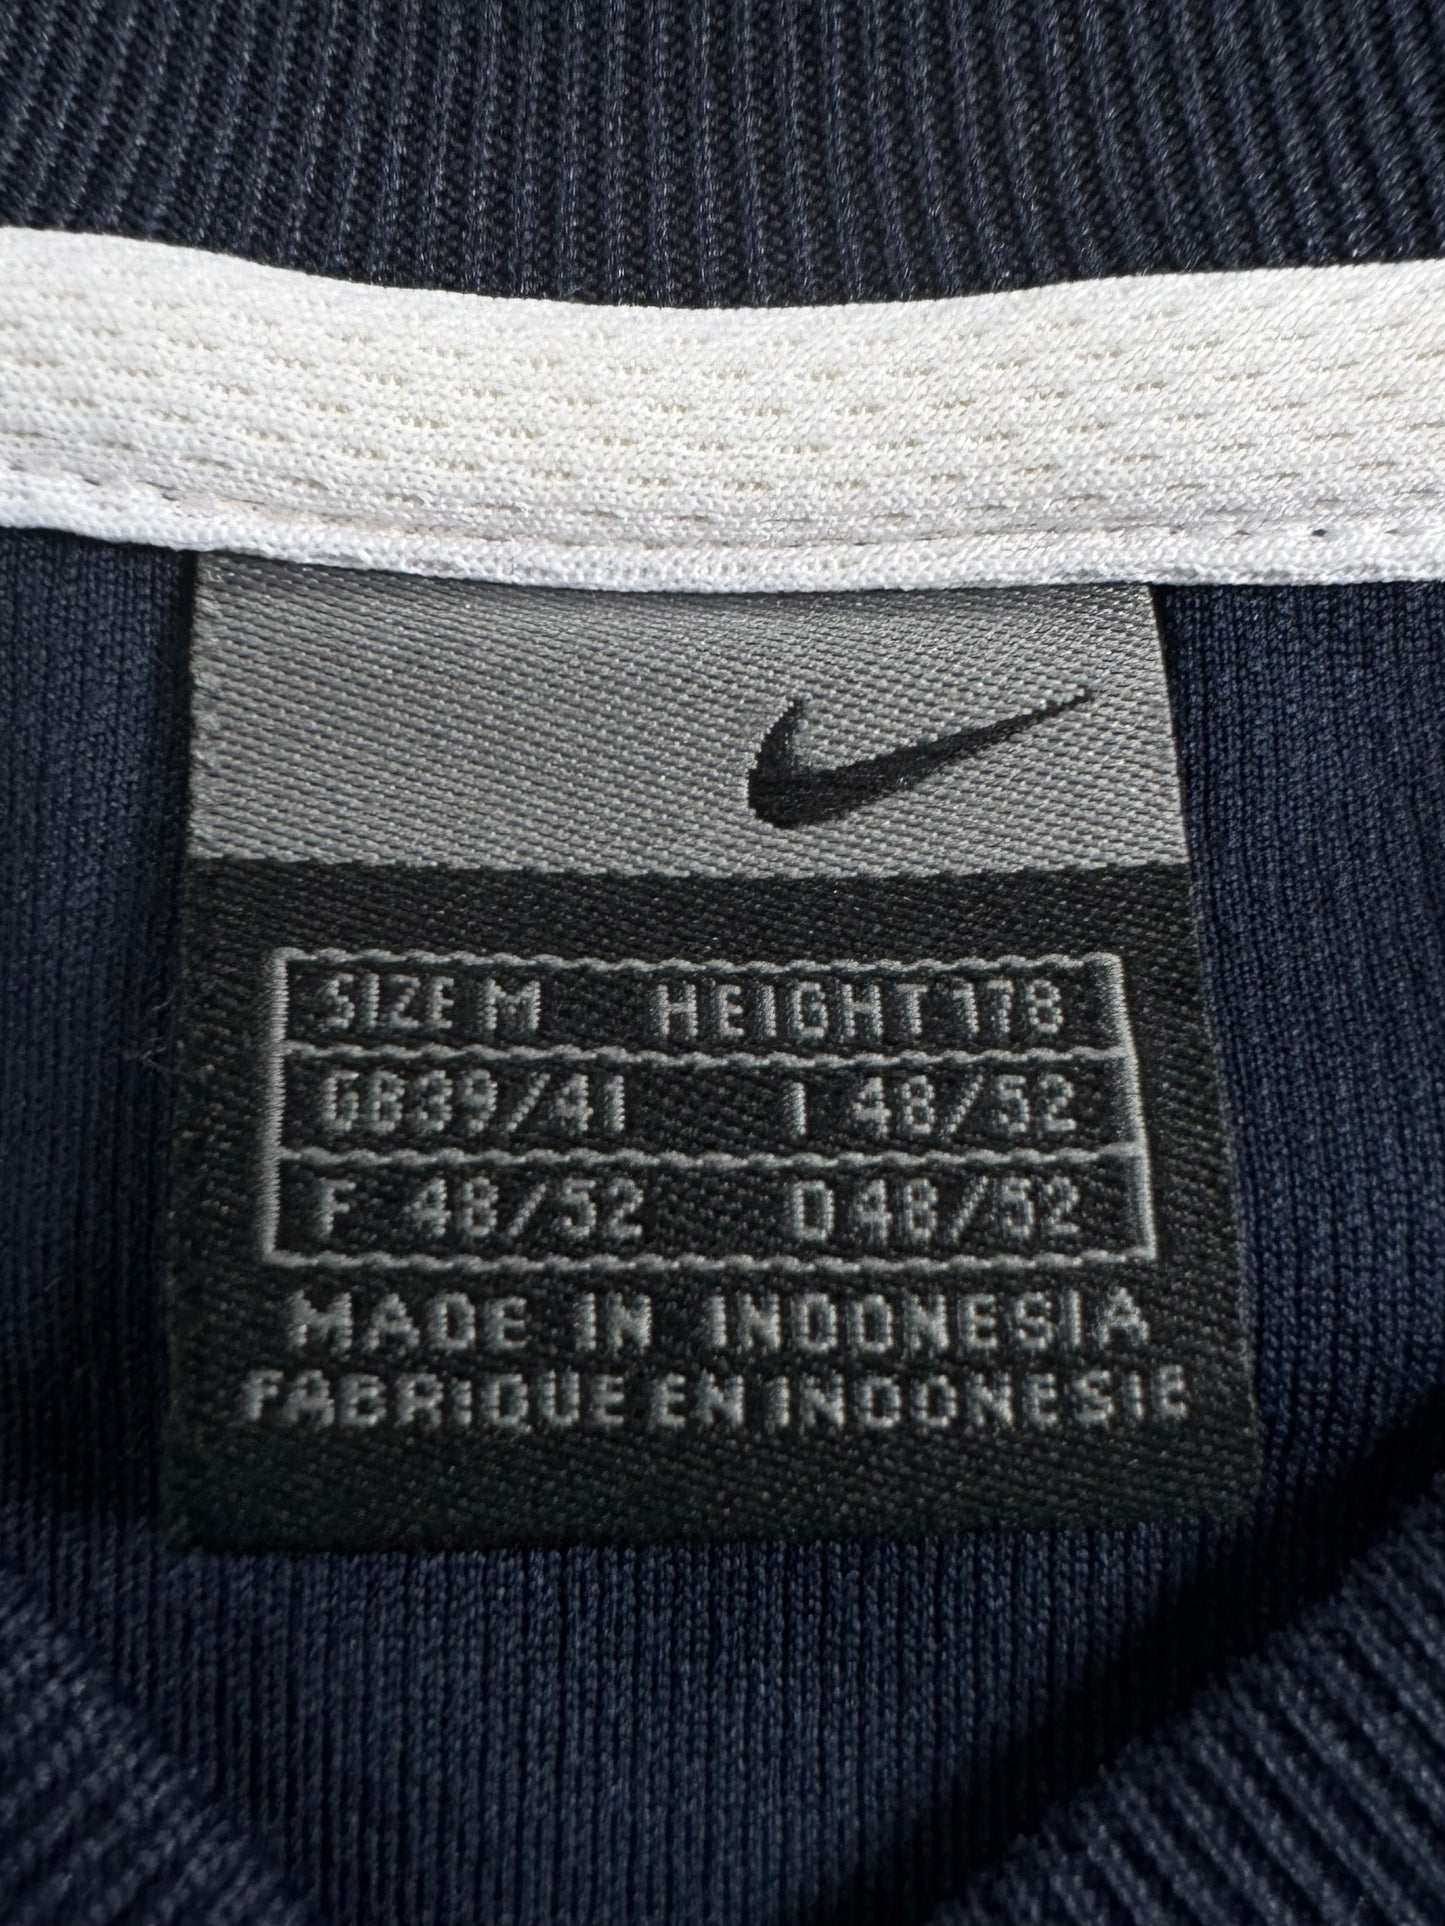 SIZE M HEIGHT 178
GB39/41 I 48/52
F 48/52 D48/52
MADE IN INDONESIA
FABRIQUE EN INDONESIE